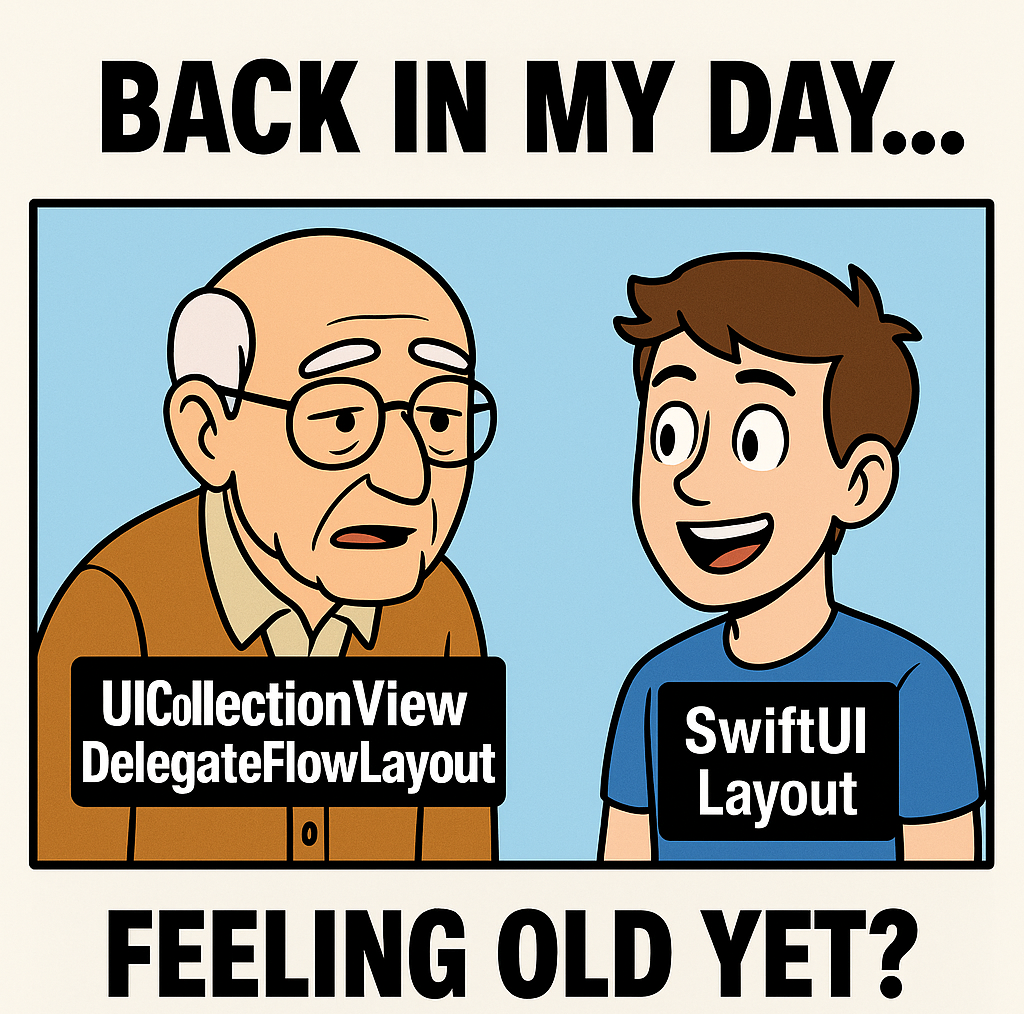 BACK IN MY DAY...
UICollectionView
DelegateFlowLayout
SwiftUI
Layout
FEELING OLD YET?